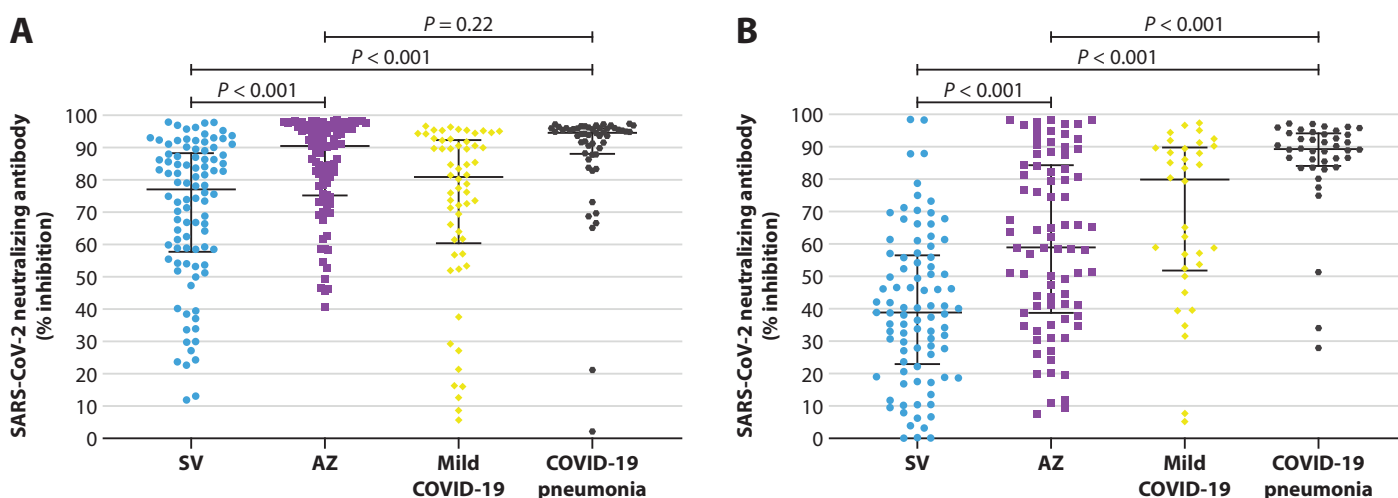 A
P = 0.22
P < 0.001
P < 0.001
SARS-CoV-2 neutralizing antibody
(% inhibition)
100
90
80
70
60
50
40
30
20
10
0
SV
AZ
Mild
COVID-19
COVID-19
pneumonia
B
P < 0.001
P < 0.001
P < 0.001
SARS-CoV-2 neutralizing antibody
(% inhibition)
100
90
80
70
60
50
40
30
20
10
0
SV
AZ
Mild
COVID-19
COVID-19
pneumonia